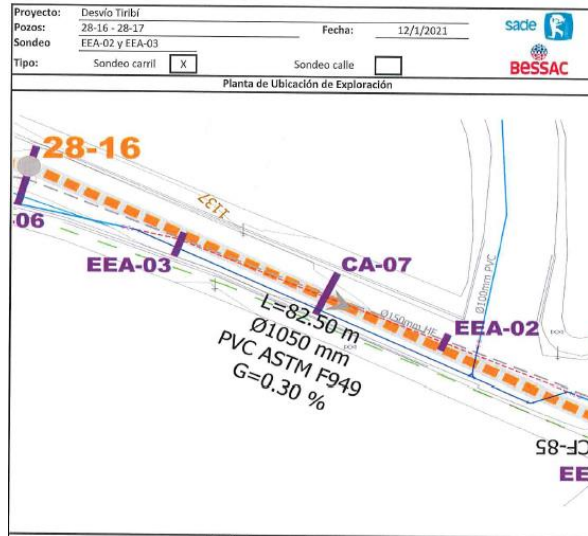 Proyecto: Desvío Tiribí
Pozos: 28-16 - 28-17 Fecha: 12/1/2021
Sondeo EEA-02 y EEA-03
Tipo: Sondeo carril X Sondeo calle
sade
BESSAC
Planta de Ubicación de Exploración
28-16
-06
1137
EEA-03
CA-07
L=82.50 m
Ø1050 mm
PVC ASTM F949
G=0.30 %
Ø150mm HF
Ø100mm PVC
EEA-02
CF-85
EE